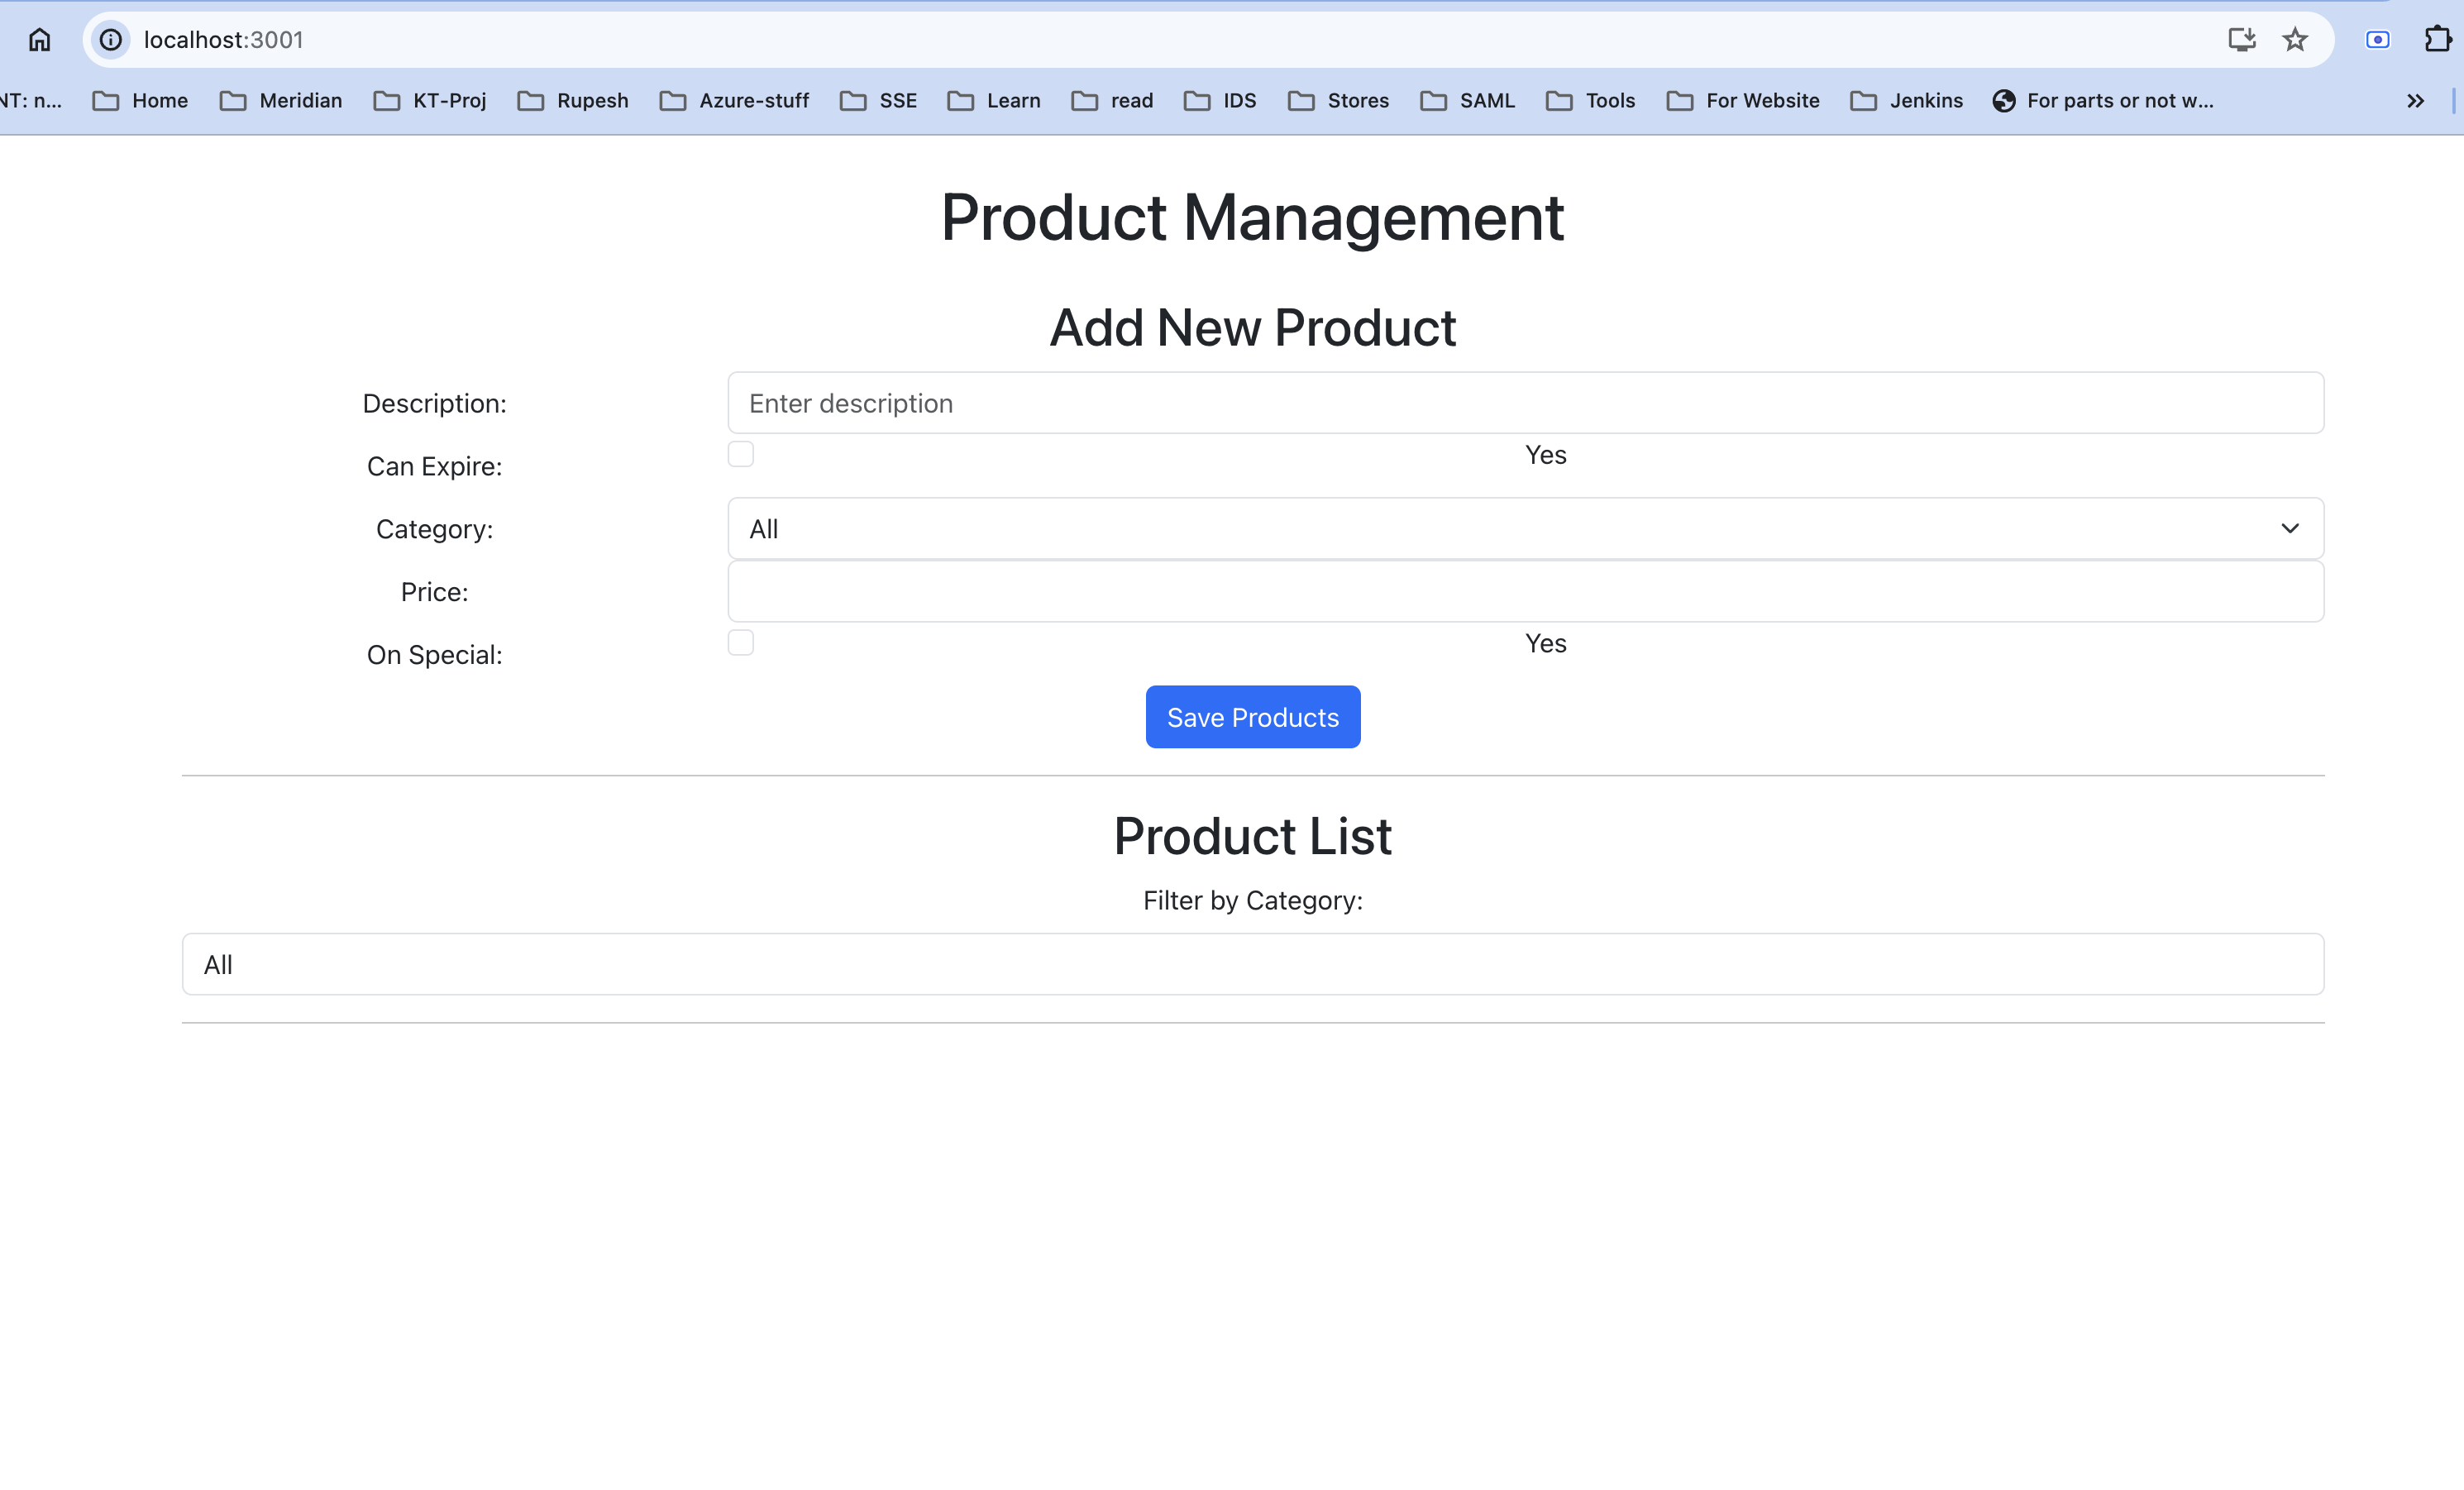 localhost:3001
NT: n... Home Meridian KT-Proj Rupesh Azure-stuff SSE Learn read IDS Stores SAML Tools For Website Jenkins For parts or not w...
Product Management
Add New Product
Description: Enter description
Can Expire: Yes
Category: All
Price:
On Special: Yes
Save Products
Product List
Filter by Category:
All